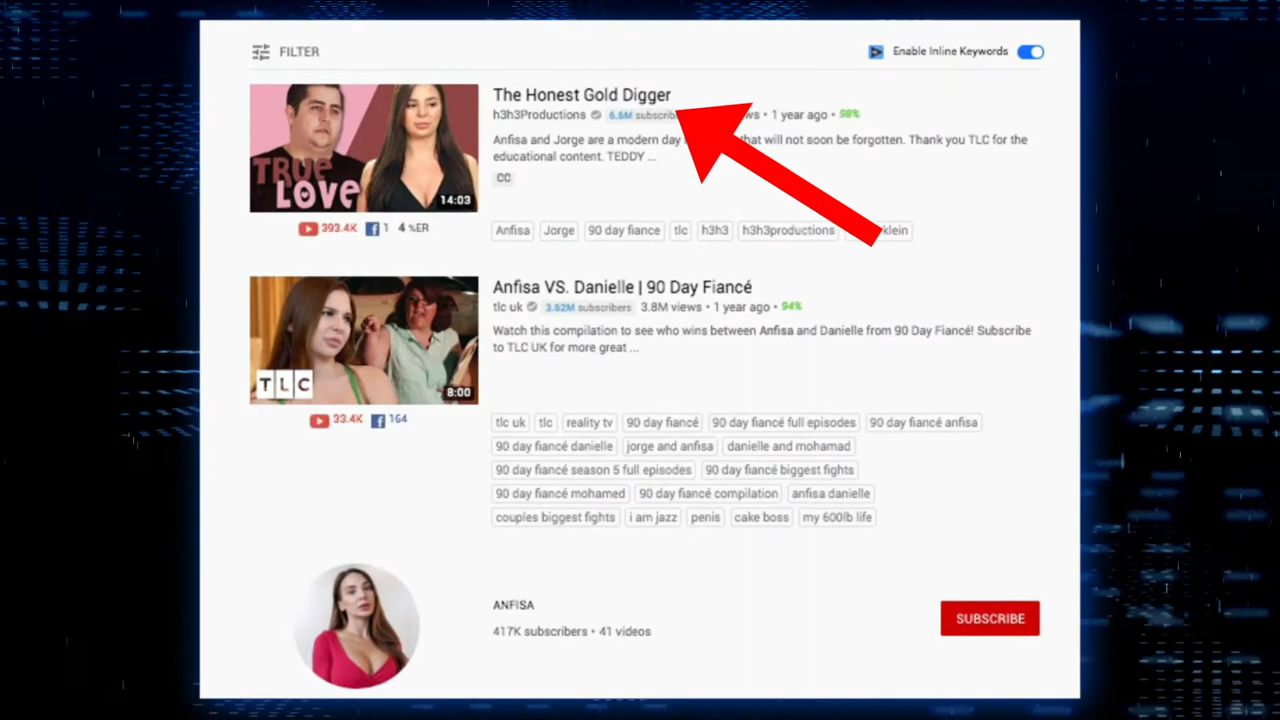 FILTER
Enable Inline Keywords
The Honest Gold Digger
h3h3Productions 6.6M • 1 year ago • 98%
Anfisa and Jorge are a modern day that will not soon be forgotten. Thank you TLC for the
educational content. TEDDY ...
CC
TRUE
LOVE
14:03
393.4K 1 4 %ER
Anfisa Jorge 90 day fiance tlc h3h3 h3h3productions klein
Anfisa VS. Danielle | 90 Day Fiancé
tlc uk 3.62M subscribers 3.8M views • 1 year ago • 94%
Watch this compilation to see who wins between Anfisa and Danielle from 90 Day Fiancé! Subscribe
to TLC UK for more great ...
TLC
8:00
33.4K 164
tlc uk tlc reality tv 90 day fiancé 90 day fiancé full episodes 90 day fiancé anfisa
90 day fiancé danielle jorge and anfisa danielle and mohamad
90 day fiancé season 5 full episodes 90 day fiancé biggest fights
90 day fiancé mohamed 90 day fiancé compilation anfisa danielle
couples biggest fights i am jazz penis cake boss my 600lb life
ANFISA
417K subscribers • 41 videos
SUBSCRIBE